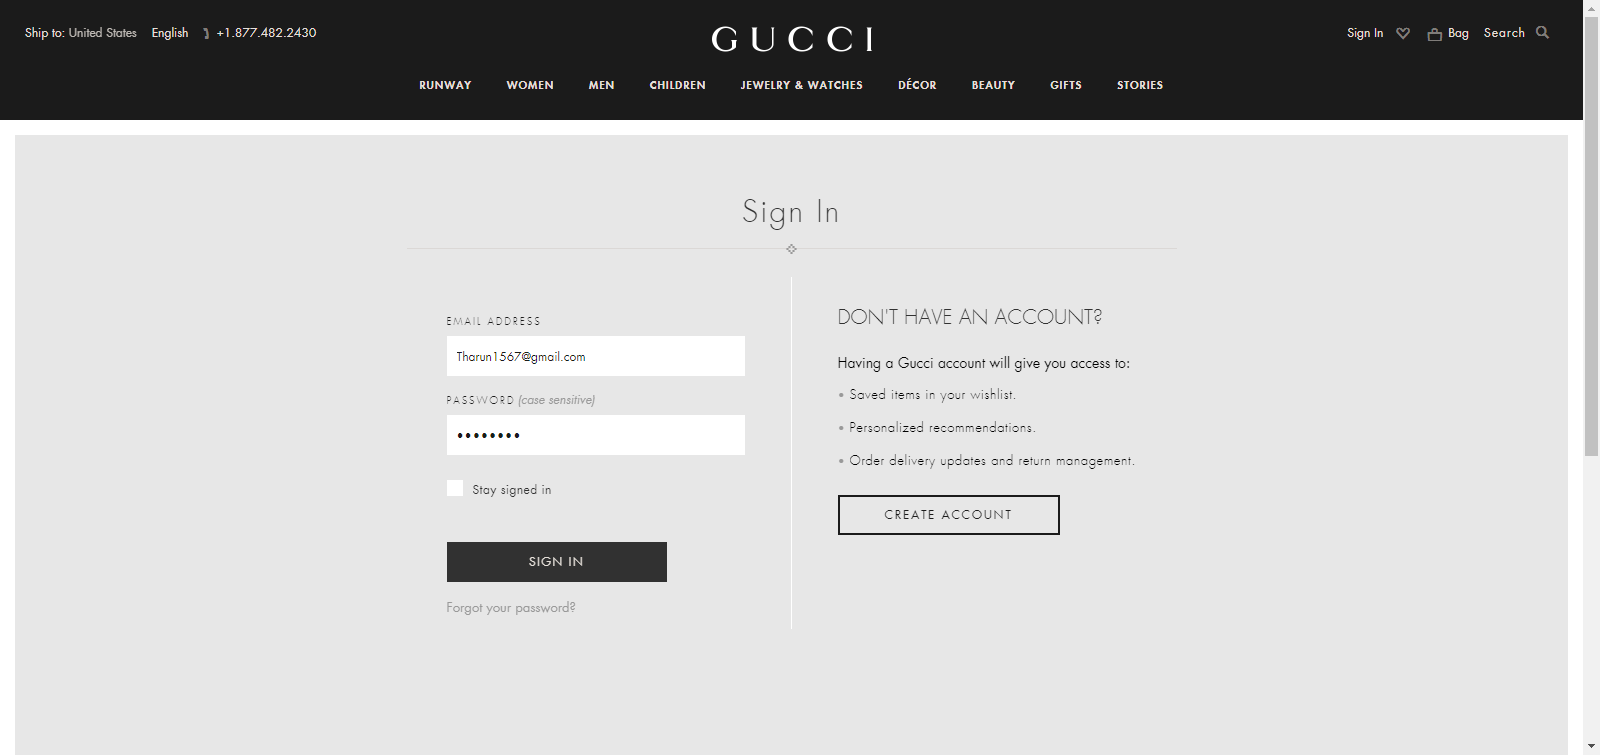 Ship to: United States English +1.877.482.2430
GUCCI
Sign In Bag Search
RUNWAY WOMEN MEN CHILDREN JEWELRY & WATCHES DÉCOR BEAUTY GIFTS STORIES
Sign In
EMAIL ADDRESS
Tharun1567@gmail.com
PASSWORD (case sensitive)
••••••••
Stay signed in
SIGN IN
Forgot your password?
DON'T HAVE AN ACCOUNT?
Having a Gucci account will give you access to:
• Saved items in your wishlist.
• Personalized recommendations.
• Order delivery updates and return management.
CREATE ACCOUNT